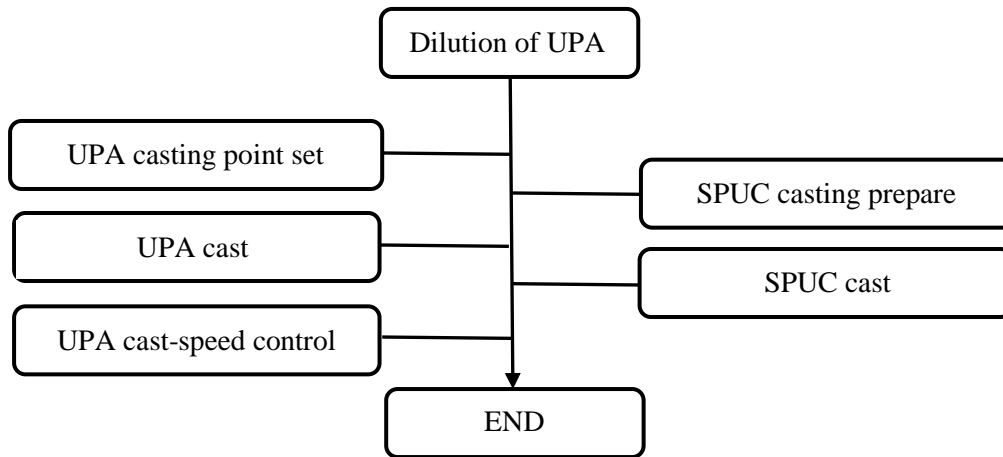 Dilution of UPA
UPA casting point set
SPUC casting prepare
UPA cast
SPUC cast
UPA cast-speed control
END